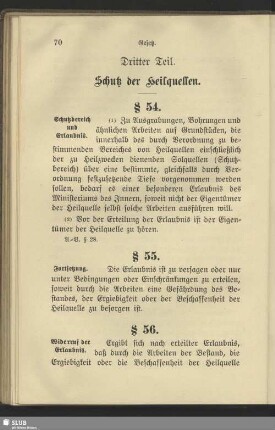 70
Gesetz.
Dritter Teil.
Schutz der Heilquellen.
§ 54.
Schutzbereich und Erlaubnis.
(1) Zu Ausgrabungen, Bohrungen und
ähnlichen Arbeiten auf Grundstücken, die
innerhalb des durch Verordnung zu be-
stimmenden Bereiches von Heilquellen einschließlich
der zu Heilzwecken dienenden Solquellen (Schutz-
bereich) über eine bestimmte, gleichfalls durch Ver-
ordnung festzusetzende Tiefe vorgenommen werden
sollen, bedarf es einer besonderen Erlaubnis des
Ministeriums des Innern, soweit nicht der Eigentümer
der Heilquelle selbst solche Arbeiten ausführen will.
(2) Vor der Erteilung der Erlaubnis ist der Eigen-
tümer der Heilquelle zu hören.
A.-V. § 28.
§ 55.
Fortsetzung.
Die Erlaubnis ist zu versagen oder nur
unter Bedingungen oder Einschränkungen zu erteilen,
soweit durch die Arbeiten eine Gefährdung des Be-
standes, der Ergiebigkeit oder der Beschaffenheit der
Heilquelle zu besorgen ist.
§ 56.
Widerruf der Erlaubnis.
Ergibt sich nach erteilter Erlaubnis,
daß durch die Arbeiten der Bestand, die
Ergiebigkeit oder die Beschaffenheit der Heilquelle
SLUB